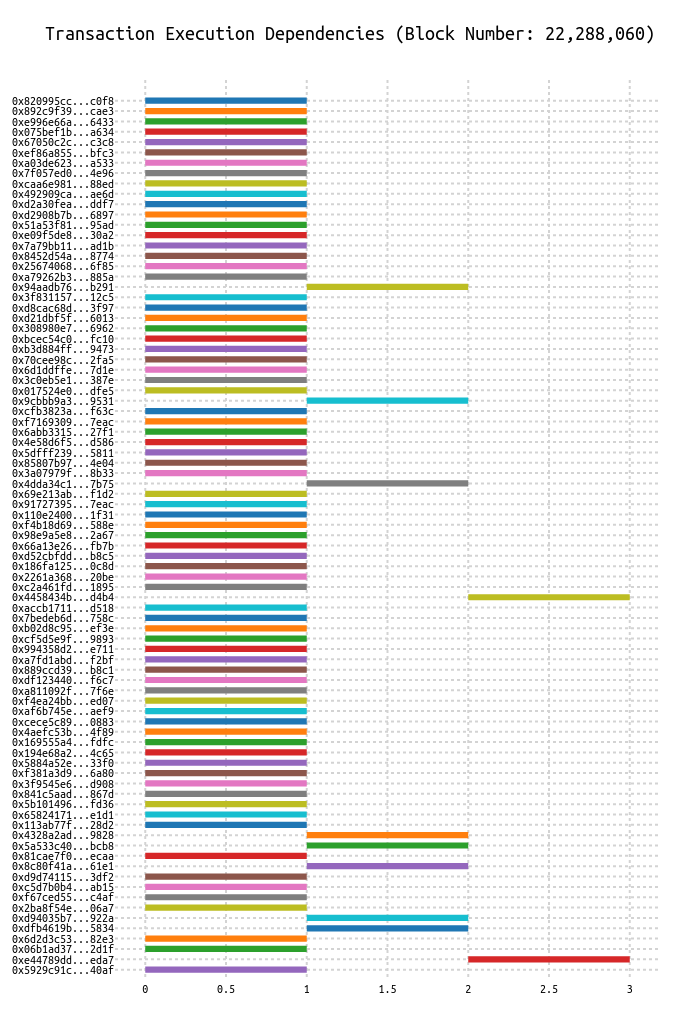 Transaction Execution Dependencies (Block Number: 22,288,060)
0x820995cc...c0f8
0x892c9f39...cae3
0xe996e66a...6433
0x075bef1b...a634
0x67050c2c...c3c8
0xef86a855...bfc3
0xa03de623...a533
0x7f057ed0...4e96
0xcaa6e981...88ed
0x492909ca...ae6d
0xd2a30fea...ddf7
0xd2908b7b...6897
0x51a53f81...95ad
0xe09f5de8...30a2
0x7a79bb11...ad1b
0x8452d54a...8774
0x25674068...6f85
0xa79262b3...885a
0x94aadb76...b291
0x3f831157...12c5
0xd8cac68d...3f97
0xd21dbf5f...6013
0x308980e7...6962
0xbcec54c0...fc10
0xb3d884ff...9473
0x70cee98c...2fa5
0x6d1ddffe...7d1e
0x3c0eb5e1...387e
0x017524e0...dfe5
0x9cbbb9a3...9531
0xcfb3823a...f63c
0xf7169309...7eac
0x6abb3315...27f1
0x4e58d6f5...d586
0x5dfff239...5811
0x85807b97...4e04
0x3a07979f...8b33
0x4dda34c1...7b75
0x69e213ab...f1d2
0x91727395...7eac
0x110e2400...1f31
0xf4b18d69...588e
0x98e9a5e8...2a67
0x66a13e26...fb7b
0xd52cbfdd...b8c5
0x186fa125...0c8d
0x2261a368...20be
0xc2a461fd...1895
0x4458434b...d4b4
0xaccb1711...d518
0x7bedeb6d...758c
0xb02d8c95...ef3e
0xcf5d5e9f...9893
0x994358d2...e711
0xa7fd1abd...f2bf
0x889ccd39...b8c1
0xdf123440...f6c7
0xa811092f...7f6e
0xf4ea24bb...ed07
0xaf6b745e...aef9
0xcece5c89...0883
0x4aefc53b...4f89
0x169555a4...fdfc
0x194e68a2...4c65
0x5884a52e...33f0
0xf381a3d9...6a80
0x3f9545e6...d908
0x841c5aad...867d
0x5b101496...fd36
0x65824171...e1d1
0x113ab77f...28d2
0x4328a2ad...9828
0x5a533c40...bcb8
0x81cae7f0...ecaa
0x8c80f41a...61e1
0xd9d74115...3df2
0xc5d7b0b4...ab15
0xf67ced55...c4af
0x2ba8f54e...06a7
0xd94035b7...922a
0xdfb4619b...5834
0x6d2d3c53...82e3
0x06b1ad37...2d1f
0xe44789dd...eda7
0x5929c91c...40af
0 0.5 1 1.5 2 2.5 3